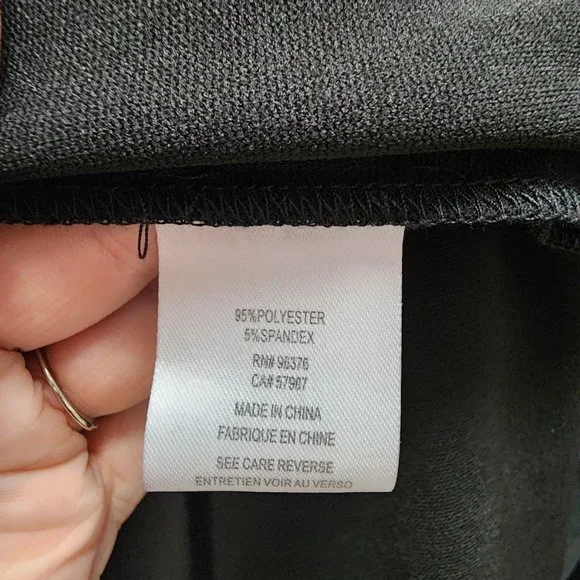 95%POLYESTER
5%SPANDEX
RN# 96376
CA# 57907
MADE IN CHINA
FABRIQUE EN CHINE
SEE CARE REVERSE
ENTRETIEN VOIR AU VERSO